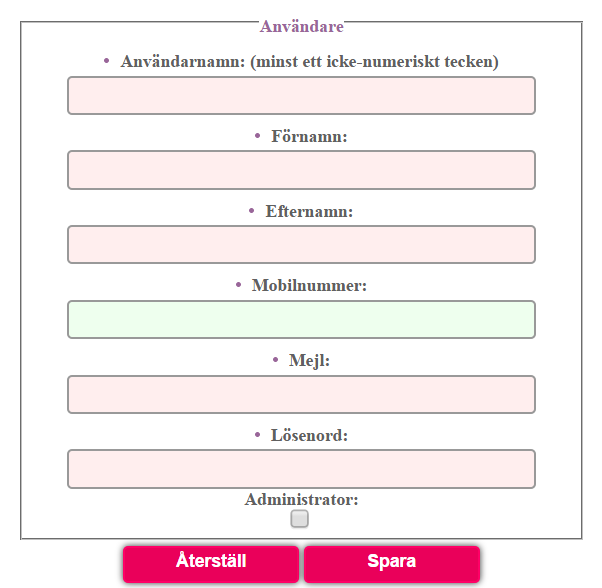 Användare
• Användarnamn: (minst ett icke-numeriskt tecken)
• Förnamn:
• Efternamn:
• Mobilnummer:
• Mejl:
• Lösenord:
Administrator:
Återställ Spara